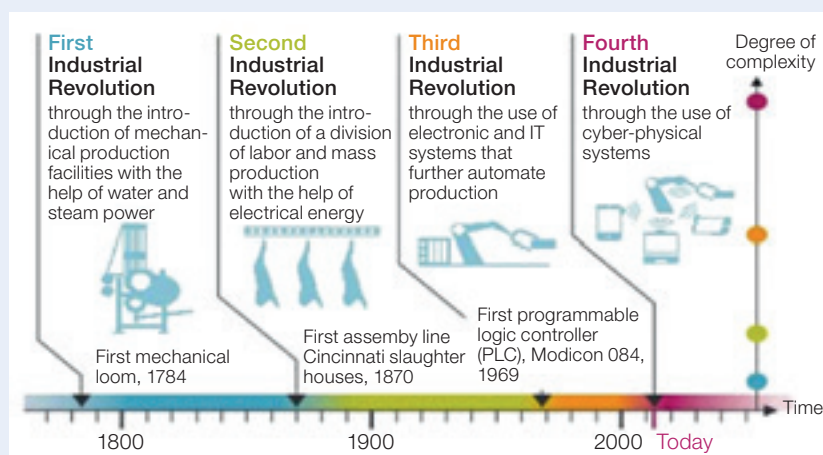 First
Industrial
Revolution
through the intro-
duction of mechan-
ical production
facilities with the
help of water and
steam power
First mechanical
loom, 1784
Second
Industrial
Revolution
through the intro-
duction of a division
of labor and mass
production
with the help of
electrical energy
First assemby line
Cincinnati slaughter
houses, 1870
Third
Industrial
Revolution
through the use of
electronic and IT
systems that
further automate
production
First programmable
logic controller
(PLC), Modicon 084,
1969
Fourth
Industrial
Revolution
through the use of
cyber-physical
systems
Degree of
complexity
Time
1800
1900
2000
Today